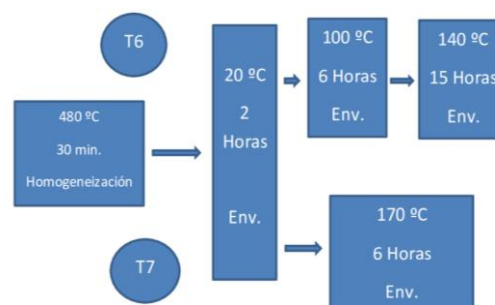 T6
480 ºC
30 min.
Homogeneización
20 ºC
2
Horas
Env.
100 ºC
6 Horas
Env.
140 ºC
15 Horas
Env.
T7
170 ºC
6 Horas
Env.